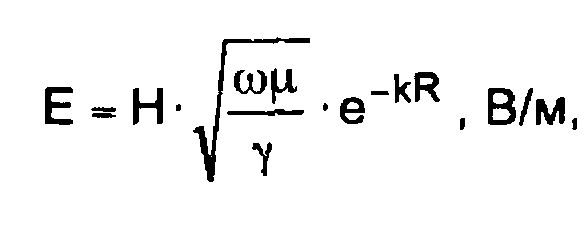 E = H · √(ωμ/γ) · e^(-kR) , В/м,